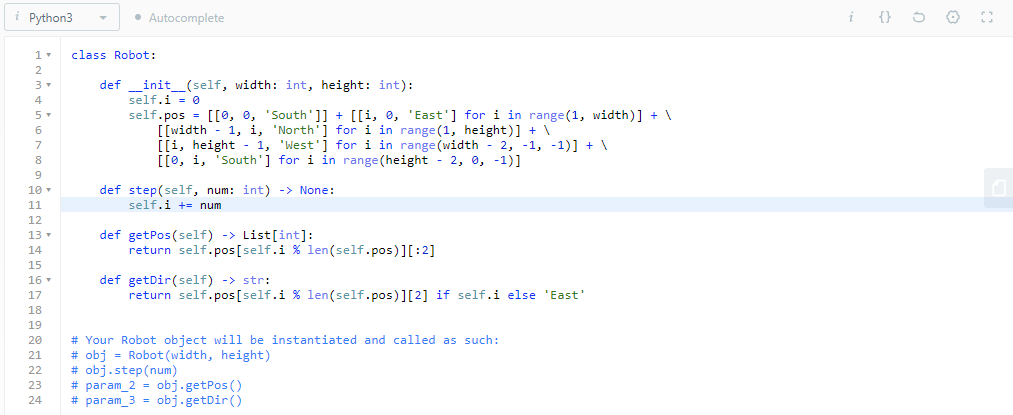 i Python3 Autocomplete i {}
1 class Robot:
2
3 def __init__(self, width: int, height: int):
4 self.i = 0
5 self.pos = [[0, 0, 'South']] + [[i, 0, 'East'] for i in range(1, width)] + \
6 [[width - 1, i, 'North'] for i in range(1, height)] + \
7 [[i, height - 1, 'West'] for i in range(width - 2, -1, -1)] + \
8 [[0, i, 'South'] for i in range(height - 2, 0, -1)]
9
10 def step(self, num: int) -> None:
11 self.i += num
12
13 def getPos(self) -> List[int]:
14 return self.pos[self.i % len(self.pos)][:2]
15
16 def getDir(self) -> str:
17 return self.pos[self.i % len(self.pos)][2] if self.i else 'East'
18
19
20 # Your Robot object will be instantiated and called as such:
21 # obj = Robot(width, height)
22 # obj.step(num)
23 # param_2 = obj.getPos()
24 # param_3 = obj.getDir()